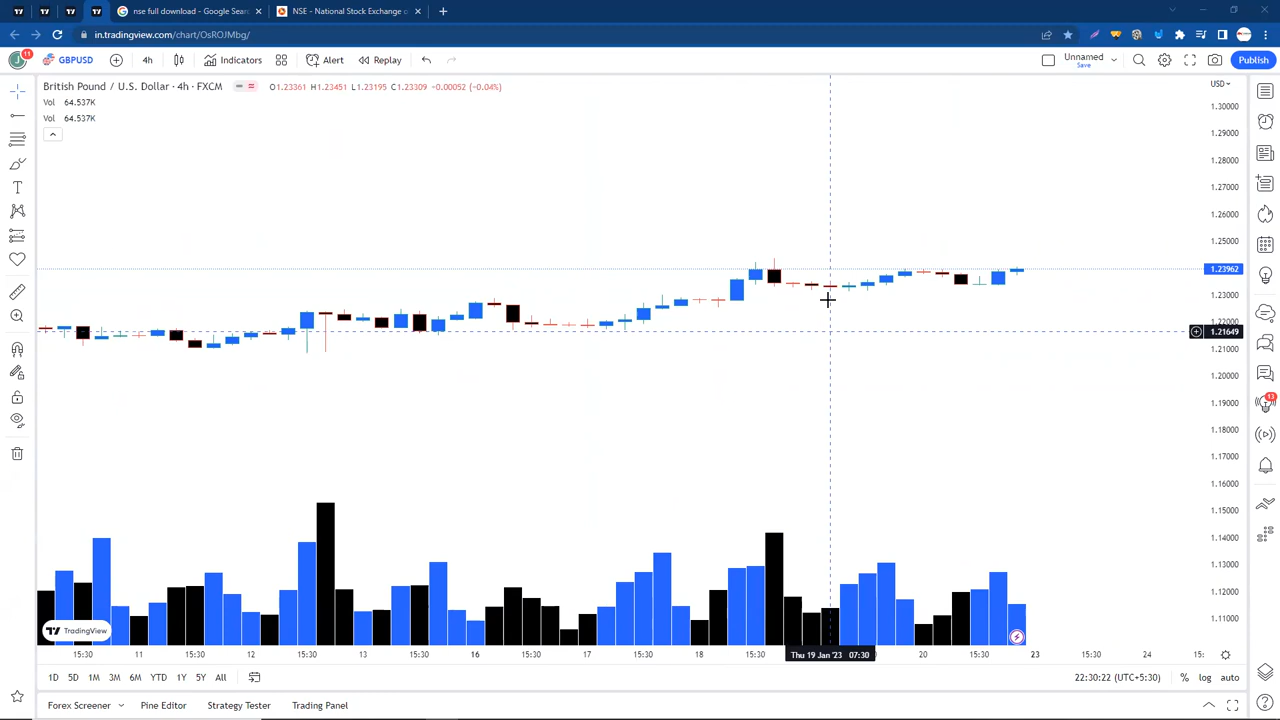 nse full download - Google Sear
NSE - National Stock Exchange o
in.tradingview.com/chart/OsROJMbg/
J
11
GBPUSD
4h
Indicators
Alert
Replay
Unnamed
Save
Publish
British Pound / U.S. Dollar · 4h · FXCM
O1.23361 H1.23451 L1.23195 C1.23309 -0.00052 (-0.04%)
USD
Vol 64.537K
Vol 64.537K
1.30000
1.29000
1.28000
1.27000
1.26000
1.25000
1.23962
1.23000
1.22000
1.21649
1.21000
1.20000
1.19000
1.18000
1.17000
1.16000
1.15000
1.14000
1.13000
1.12000
1.11000
13
TradingView
15:30 11 15:30 12 15:30 13 15:30 16 15:30 17 15:30 18 15:30 Thu 19 Jan '23 07:30 20 15:30 23 15:30 24 15:
1D 5D 1M 3M 6M YTD 1Y 5Y All
22:30:22 (UTC+5:30) % log auto
Forex Screener Pine Editor Strategy Tester Trading Panel